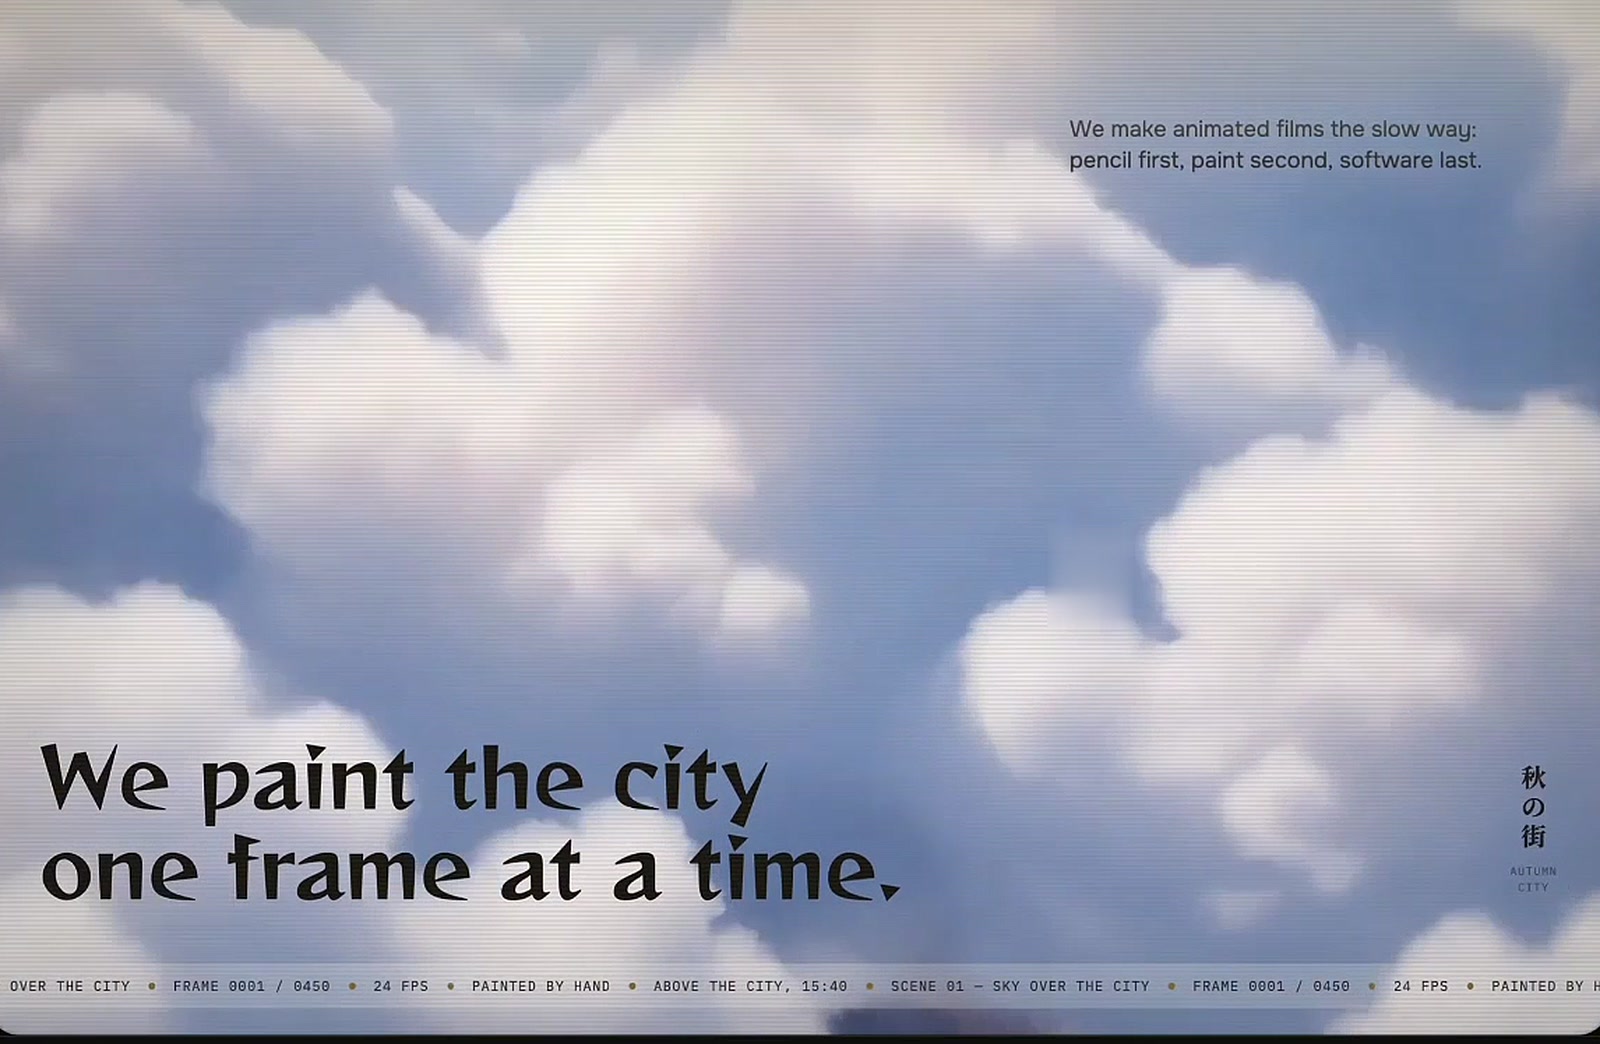 We make animated films the slow way:
pencil first, paint second, software last.
We paint the city
one frame at a time.
秋の街
AUTUMN
CITY
OVER THE CITY • FRAME 0001 / 0450 • 24 FPS • PAINTED BY HAND • ABOVE THE CITY, 15:40 • SCENE 01 — SKY OVER THE CITY • FRAME 0001 / 0450 • 24 FPS • PAINTED BY H